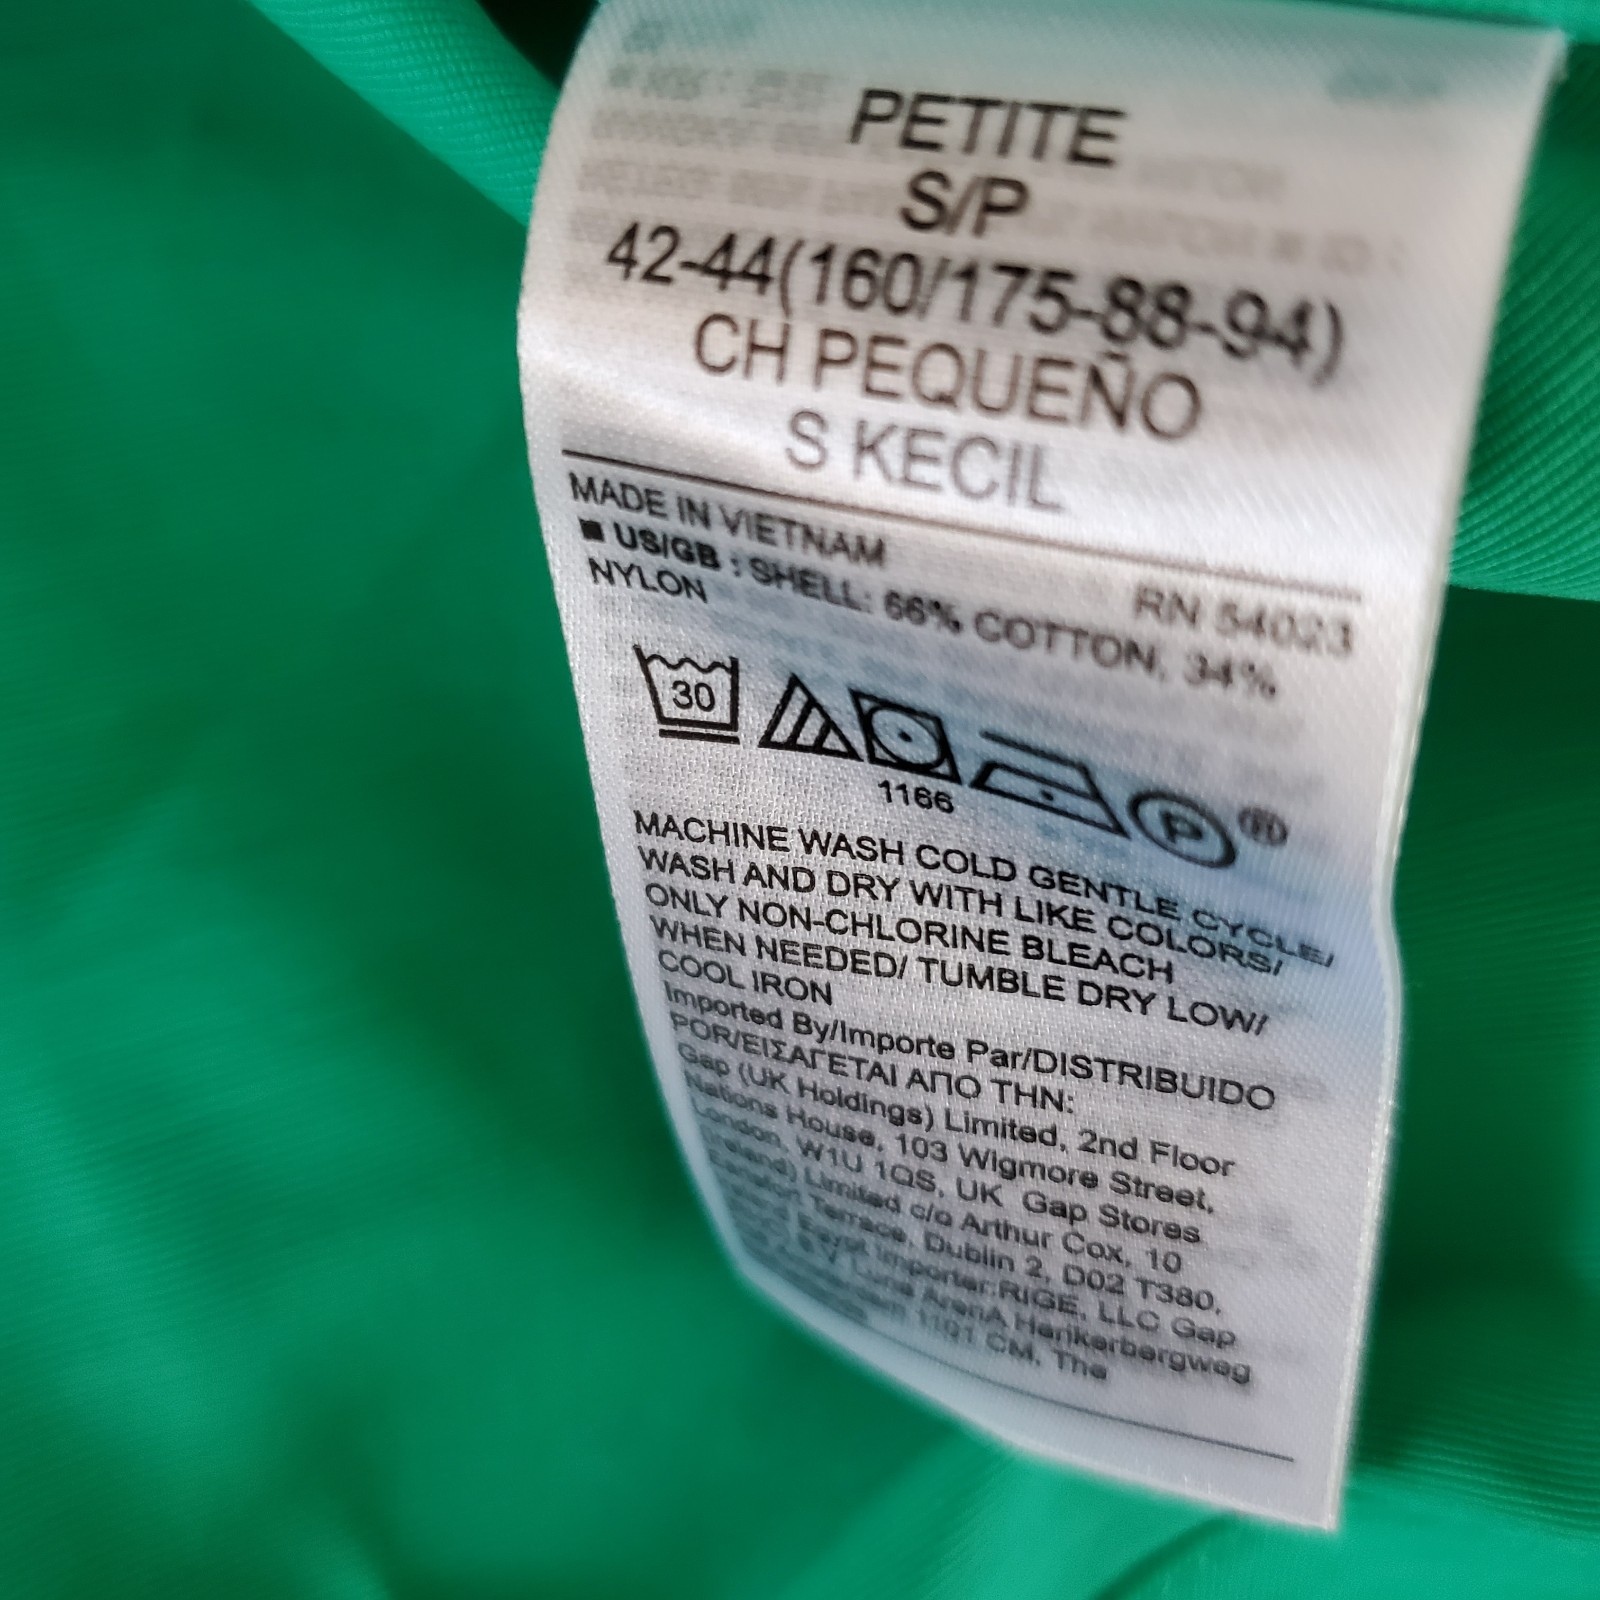 PETITE
S/P
42-44(160/175-88-94)
CH PEQUEÑO
S KECIL
MADE IN VIETNAM
RN 54023
■ US/GB : SHELL: 66% COTTON, 34%
NYLON
30
1166
P ®
MACHINE WASH COLD GENTLE CYCLE/
WASH AND DRY WITH LIKE COLORS/
ONLY NON-CHLORINE BLEACH
WHEN NEEDED/ TUMBLE DRY LOW/
COOL IRON
Imported By/Importe Par/DISTRIBUIDO
POR/ΕΙΣΑΓΕΤΑΙ ΑΠΟ ΤΗΝ:
Gap (UK Holdings) Limited, 2nd Floor
Nations House, 103 Wigmore Street,
London, W1U 1QS, UK Gap Stores
(Ireland) Limited c/o Arthur Cox, 10
Earlsfort Terrace, Dublin 2, D02 T380,
Egypt Importer:RIGE, LLC Gap
B.V Luna ArenA Herikerbergweg
1101 CM, The